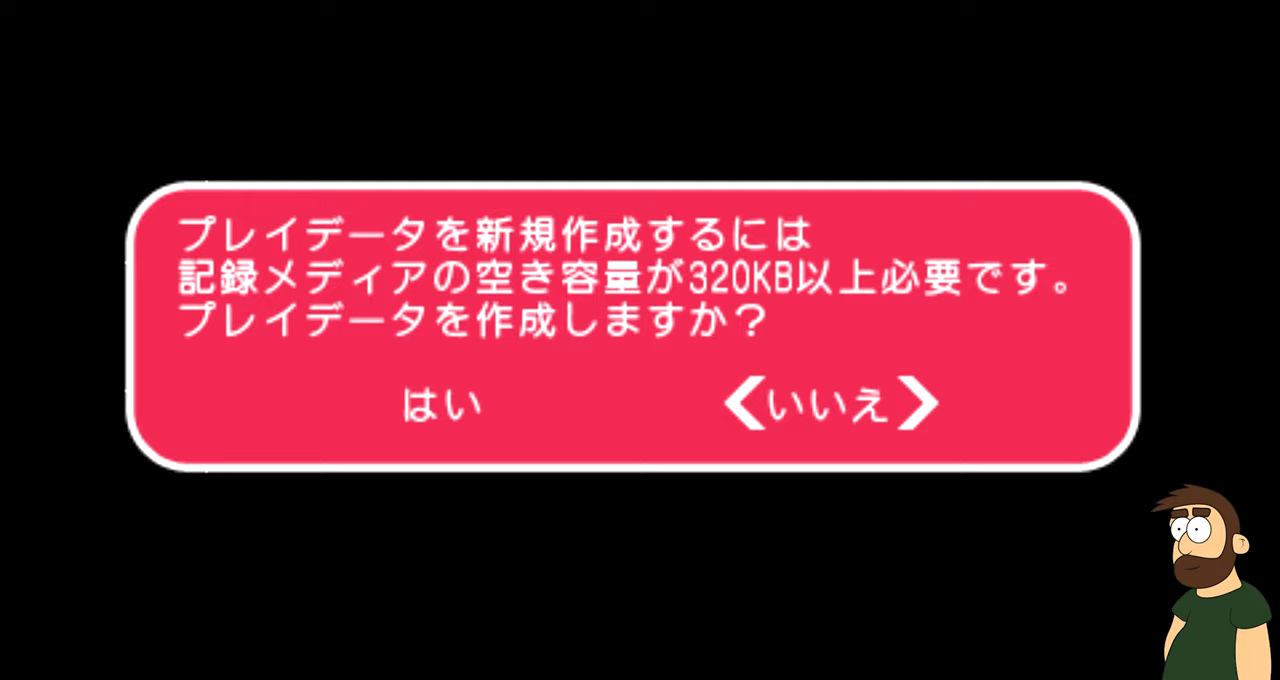 プレイデータを新規作成するには
記録メディアの空き容量が320KB以上必要です。
プレイデータを作成しますか？
はい　いいえ